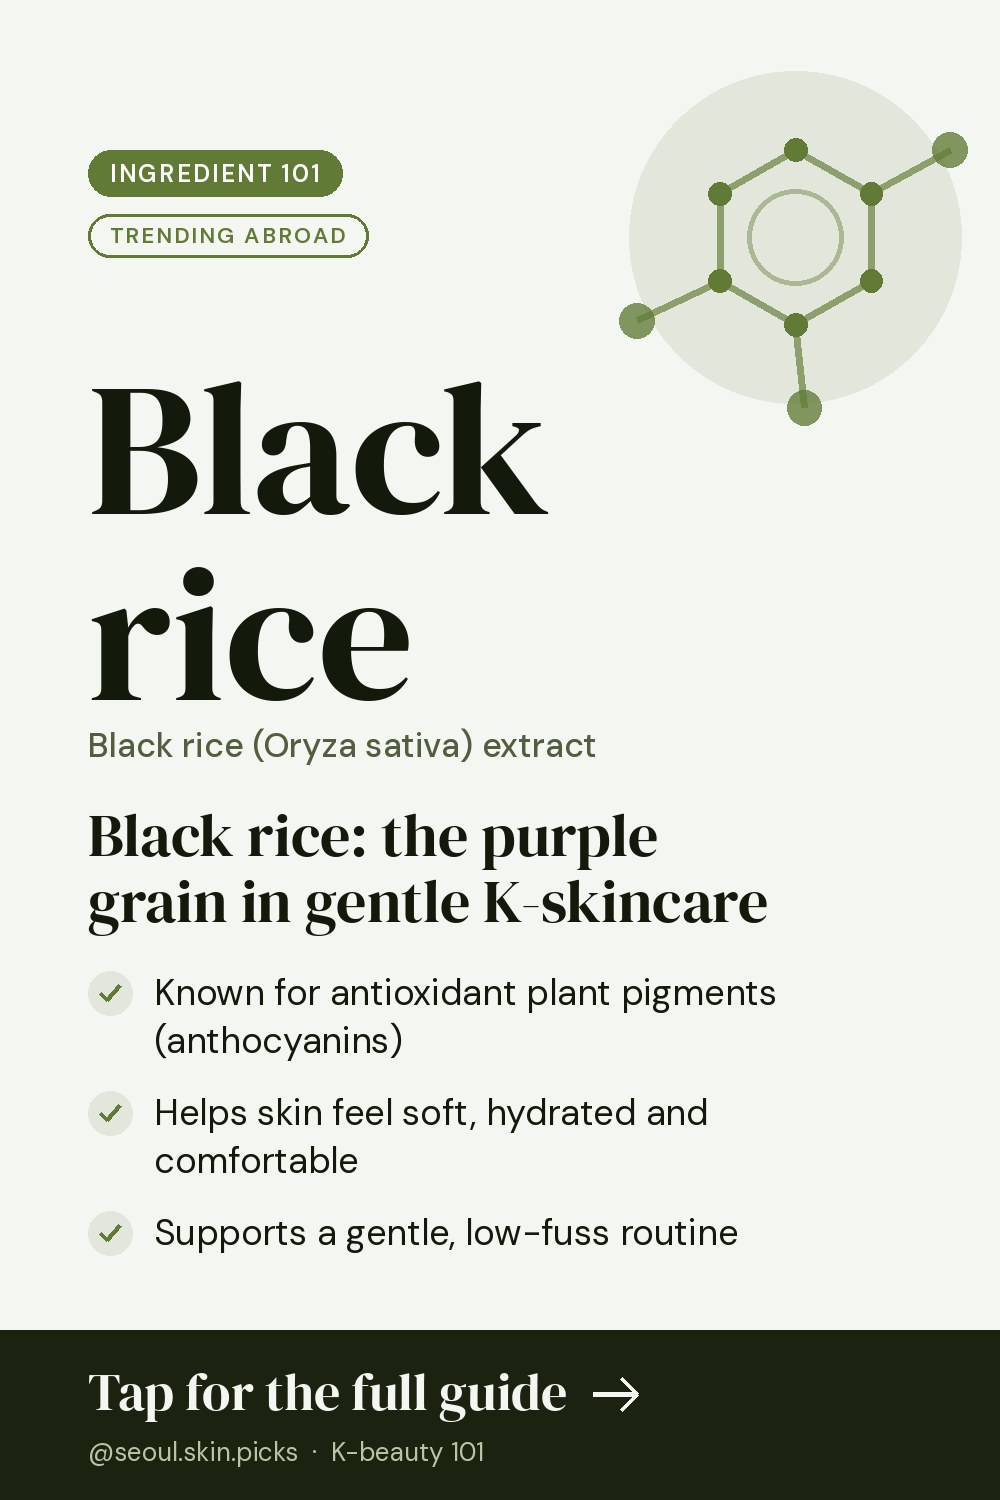 INGREDIENT 101
TRENDING ABROAD
Black
rice
Black rice (Oryza sativa) extract
Black rice: the purple
grain in gentle K-skincare
Known for antioxidant plant pigments
(anthocyanins)
Helps skin feel soft, hydrated and
comfortable
Supports a gentle, low-fuss routine
Tap for the full guide →
@seoul.skin.picks · K-beauty 101